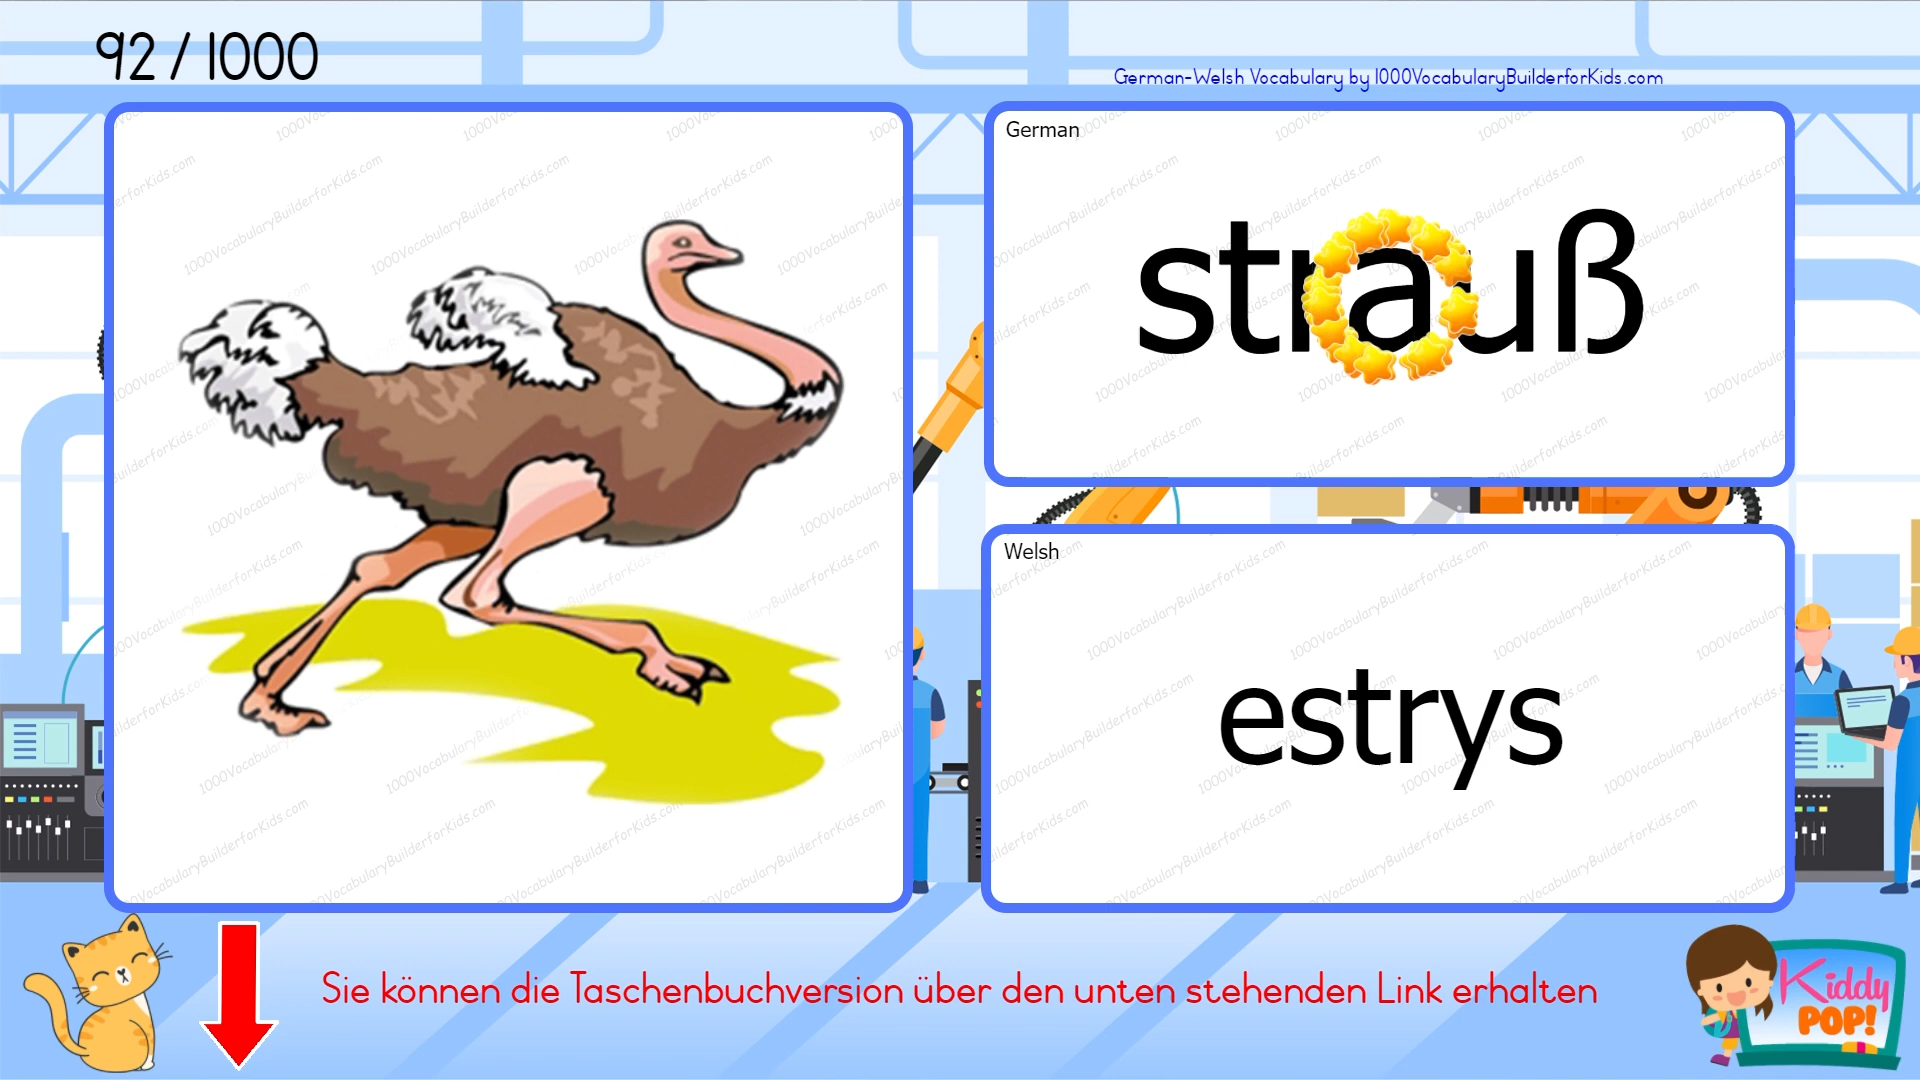 92 / 1000
German-Welsh Vocabulary by 1000VocabularyBuilderforKids.com
German
strauß
Welsh
estrys
Sie können die Taschenbuchversion über den unten stehenden Link erhalten
Kiddy
POP!